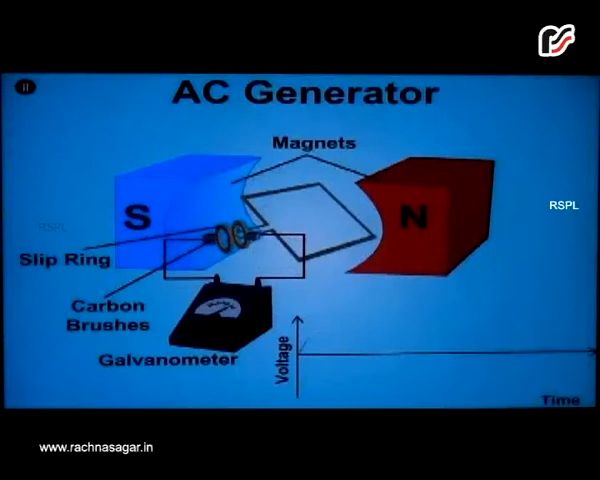 AC Generator
Magnets
S
N
RSPL
RSPL
Slip Ring
Carbon
Brushes
Galvanometer
Voltage
Time
www.rachnasagar.in